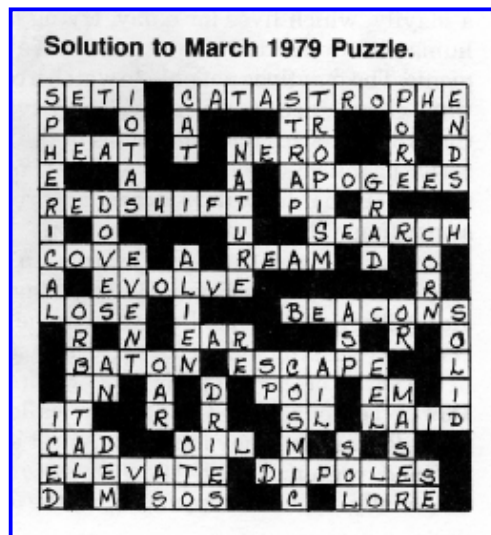 Solution to March 1979 Puzzle.
SETI CATASTROPHE
P O A TR O N
HEAT T NERO R D
E A A APOGEES
REDSHIFT PI R
I O U SEARCH
COVE A REAM D O
A EVOLVE R
LOSE I BEACONS
R N EAR S R O
BATON ESCAPE L
IN A D POI EM I
IT R R SL LAID
CAD OIL M S S
ELEVATE DIPOLES
D M SOS C LORE